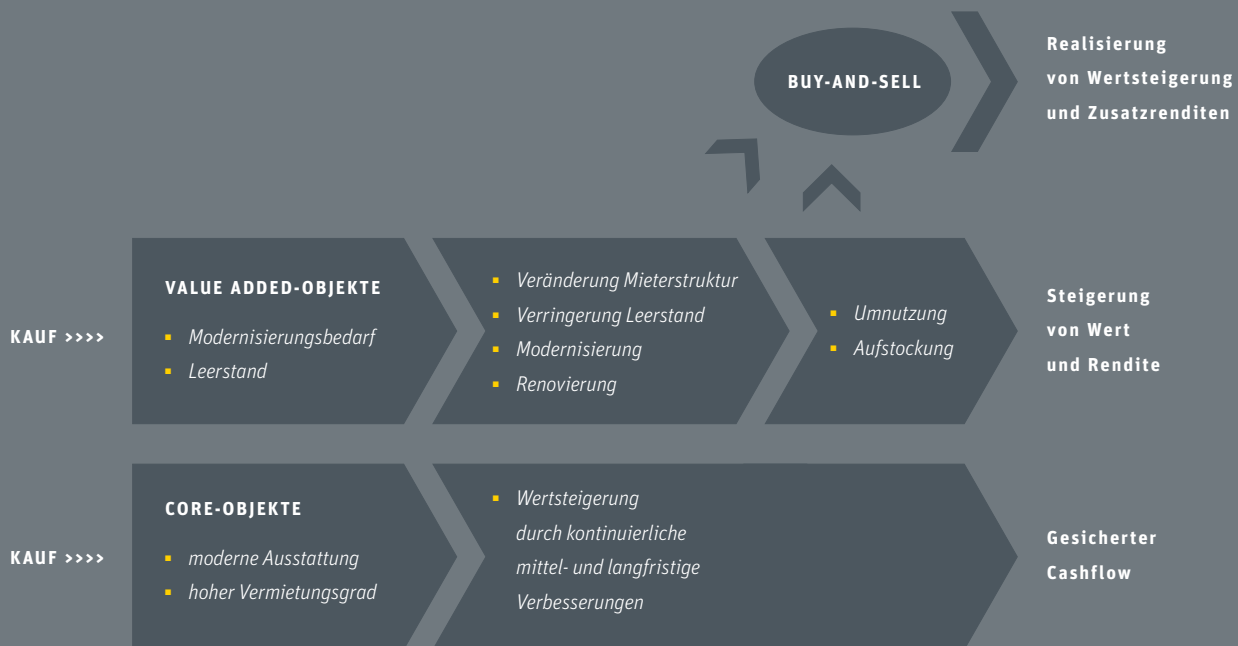 BUY-AND-SELL
Realisierung
von Wertsteigerung
und Zusatzrenditen
KAUF >>>>
VALUE ADDED-OBJEKTE
▪ Modernisierungsbedarf
▪ Leerstand
▪ Veränderung Mieterstruktur
▪ Verringerung Leerstand
▪ Modernisierung
▪ Renovierung
▪ Umnutzung
▪ Aufstockung
Steigerung
von Wert
und Rendite
KAUF >>>>
CORE-OBJEKTE
▪ moderne Ausstattung
▪ hoher Vermietungsgrad
▪ Wertsteigerung
durch kontinuierliche
mittel- und langfristige
Verbesserungen
Gesicherter
Cashflow